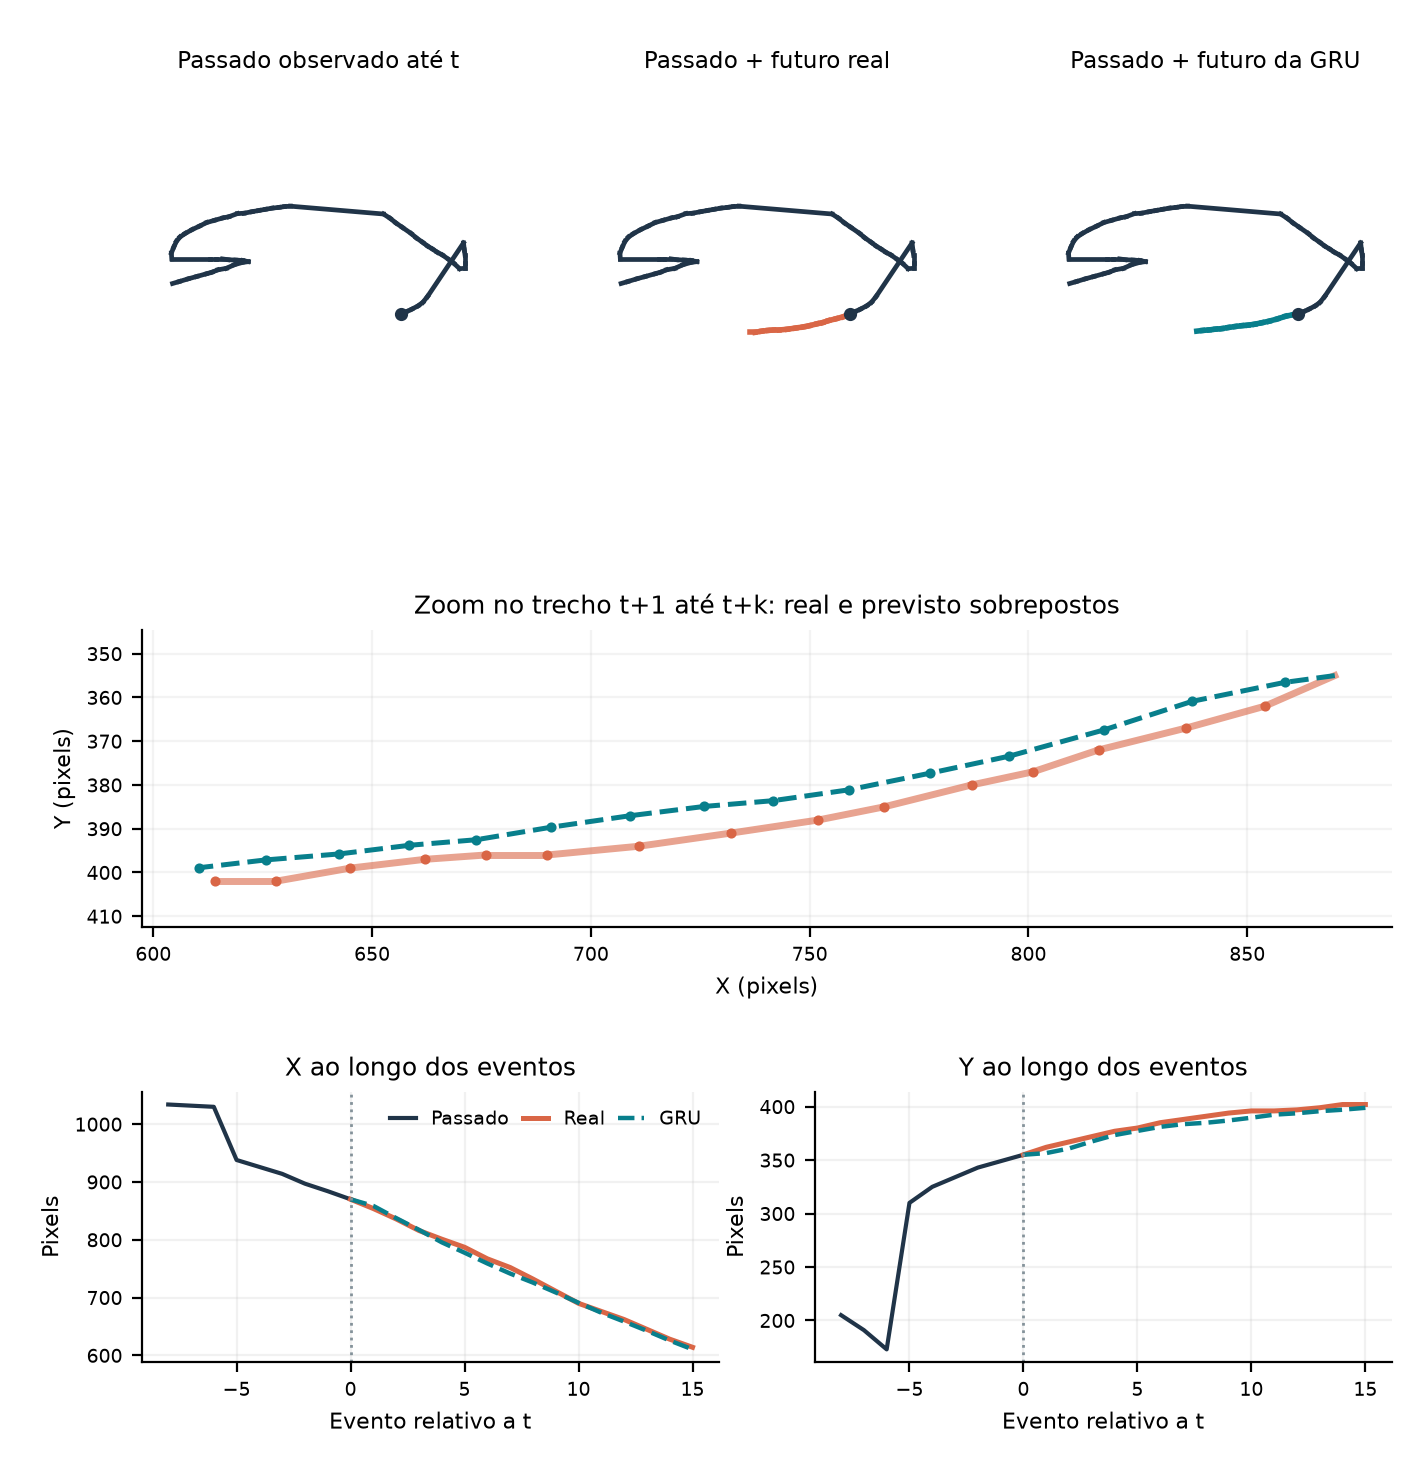 Passado observado até t
Passado + futuro real
Passado + futuro da GRU
Zoom no trecho t+1 até t+k: real e previsto sobrepostos
Y (pixels)
350
360
370
380
390
400
410
600
650
700
750
800
850
X (pixels)
X ao longo dos eventos
Pixels
1000
900
800
700
600
Passado
Real
GRU
−5
0
5
10
15
Evento relativo a t
Y ao longo dos eventos
Pixels
400
350
300
250
200
−5
0
5
10
15
Evento relativo a t